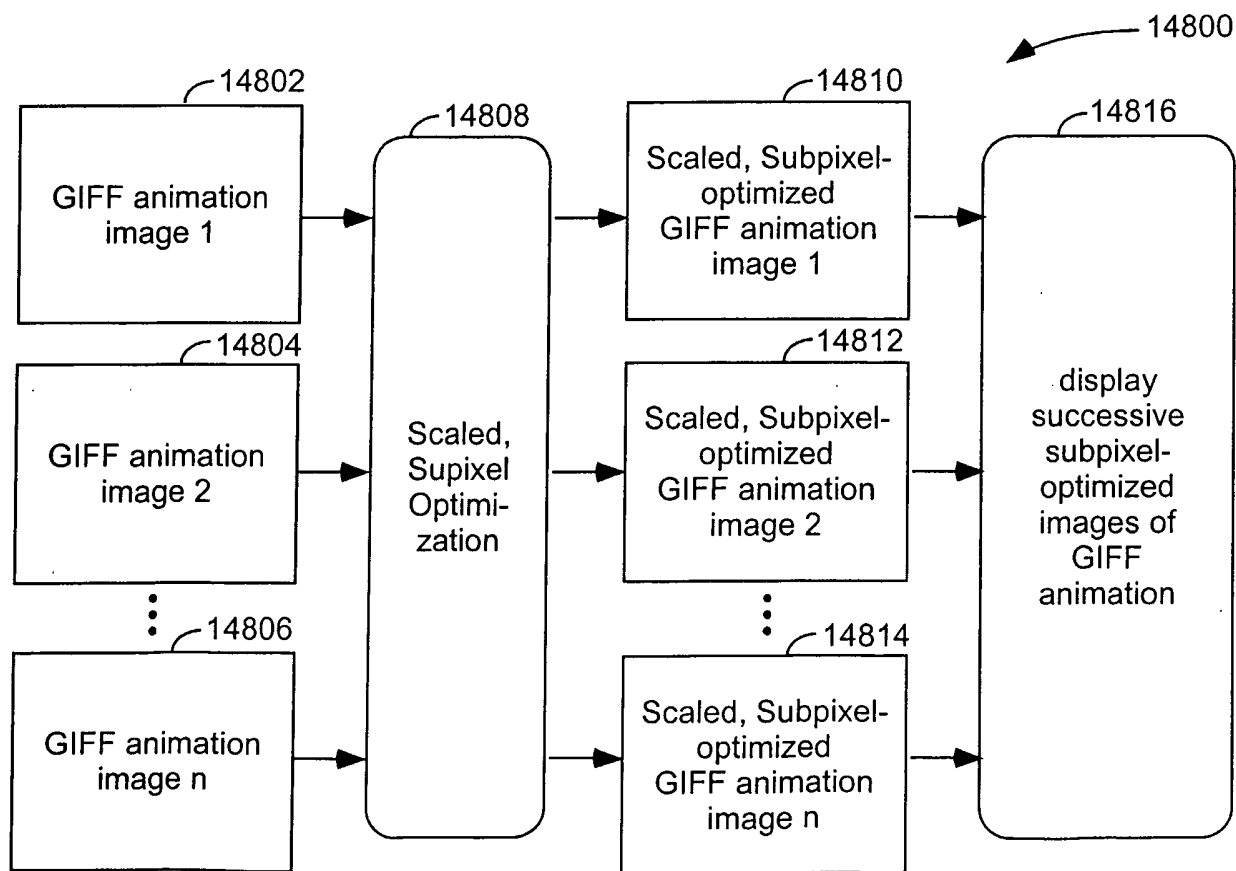 14800
14802
GIFF animation
image 1
14808
14810
Scaled, Subpixel-
optimized
GIFF animation
image 1
14816
14804
GIFF animation
image 2
Scaled,
Supixel
Optimi-
zation
14812
Scaled, Subpixel-
optimized
GIFF animation
image 2
display
successive
subpixel-
optimized
images of
GIFF
animation
14806
GIFF animation
image n
14814
Scaled, Subpixel-
optimized
GIFF animation
image n